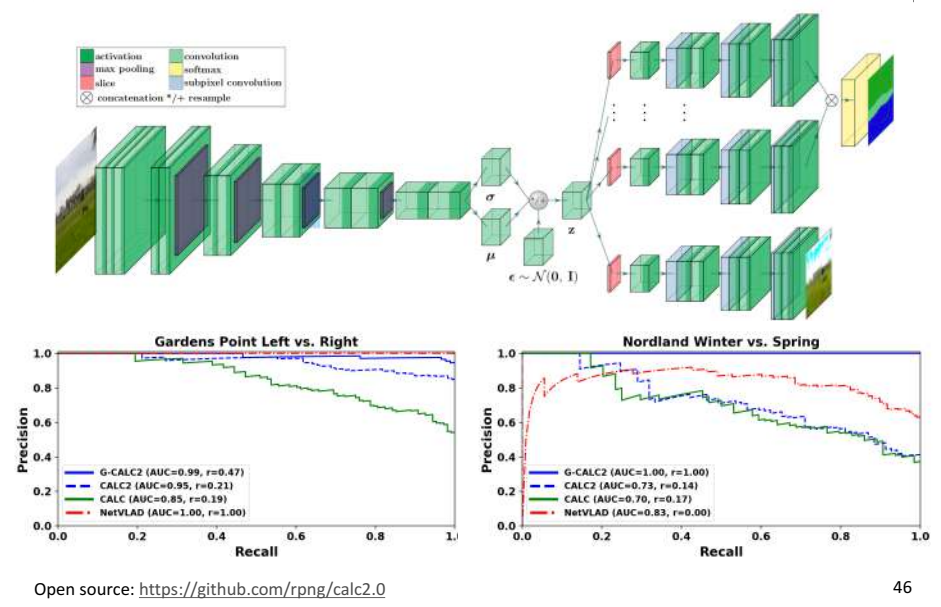 activation convolution
max pooling softmax
slice subpixel convolution
concatenation */+ resample
σ
*/+
z
μ
ϵ ∼ N(0, I)
Gardens Point Left vs. Right
Precision
1.0
0.8
0.6
0.4
0.2
0.0
G-CALC2 (AUC=0.99, r=0.47)
CALC2 (AUC=0.95, r=0.21)
CALC (AUC=0.85, r=0.19)
NetVLAD (AUC=1.00, r=1.00)
0.0 0.2 0.4 0.6 0.8 1.
Recall
Nordland Winter vs. Spring
Precision
1.0
0.8
0.6
0.4
0.2
0.0
G-CALC2 (AUC=1.00, r=1.00)
CALC2 (AUC=0.73, r=0.14)
CALC (AUC=0.70, r=0.17)
NetVLAD (AUC=0.83, r=0.00)
0.0 0.2 0.4 0.6 0.8 1.0
Recall
Open source: https://github.com/rpng/calc2.0
46